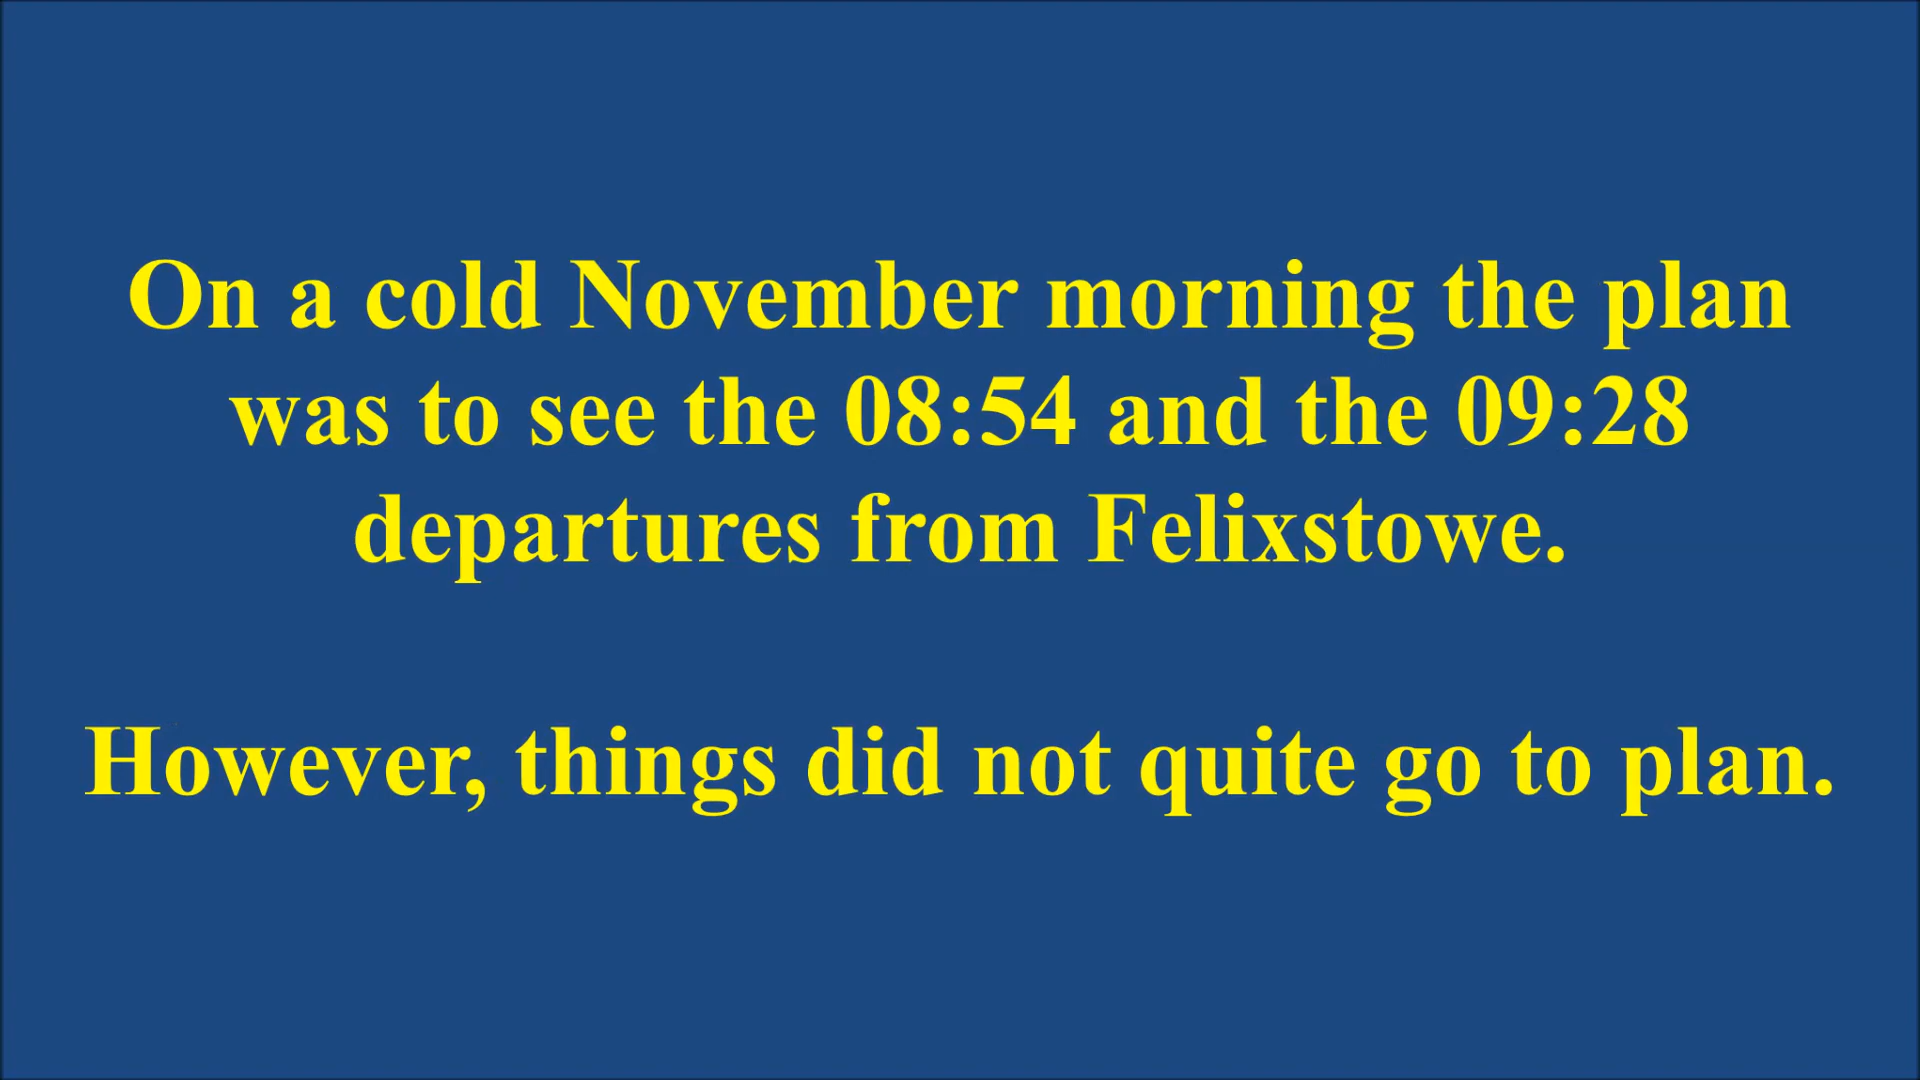 On a cold November morning the plan
was to see the 08:54 and the 09:28
departures from Felixstowe.
However, things did not quite go to plan.